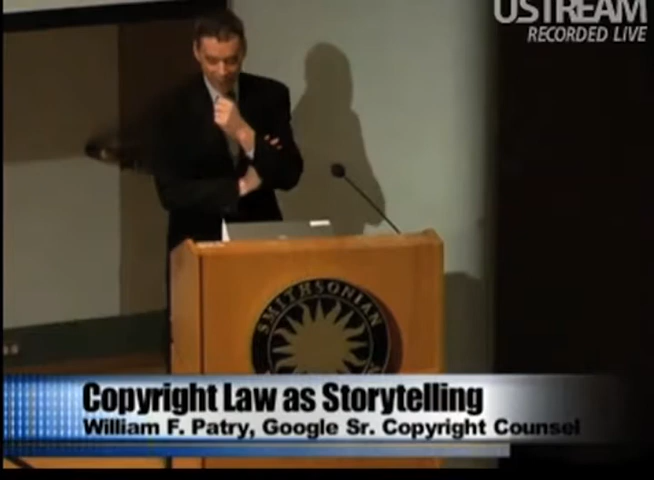 USTREAM
RECORDED LIVE
SMITHSONIAN
Copyright Law as Storytelling
William F. Patry, Google Sr. Copyright Counsel